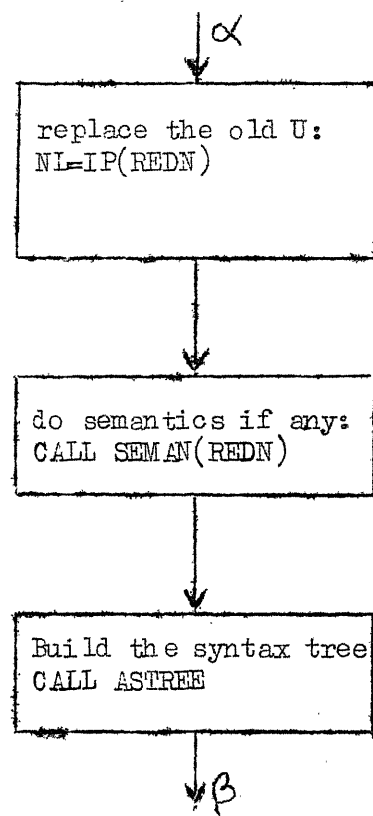 α
replace the old U:
NL=IP(REDN)
do semantics if any:
CALL SEMAN(REDN)
Build the syntax tree
CALL ASTREE
β